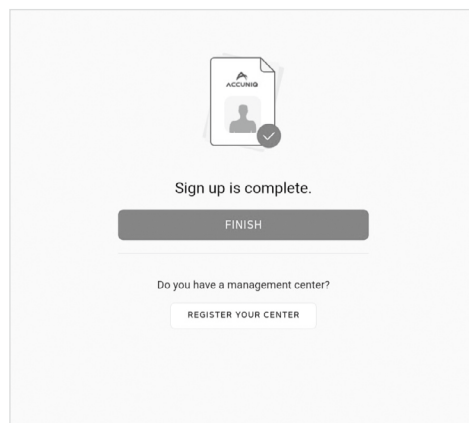 ACCUNIQ
Sign up is complete.
FINISH
Do you have a management center?
REGISTER YOUR CENTER